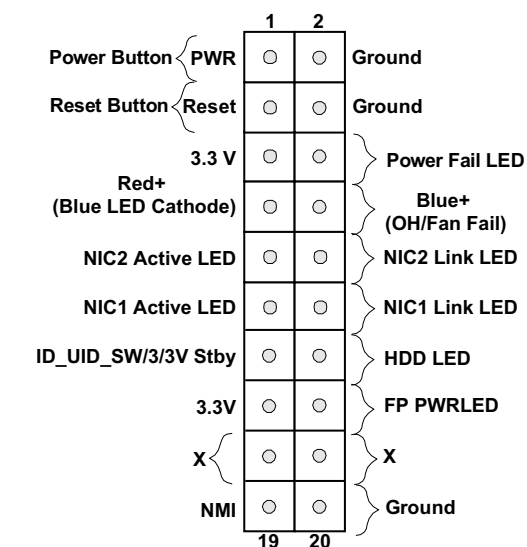 1 2
Power Button PWR Ground
Reset Button Reset Ground
3.3 V Power Fail LED
Red+
(Blue LED Cathode)
Blue+
(OH/Fan Fail)
NIC2 Active LED NIC2 Link LED
NIC1 Active LED NIC1 Link LED
ID_UID_SW/3/3V Stby HDD LED
3.3V FP PWRLED
X X
NMI Ground
19 20